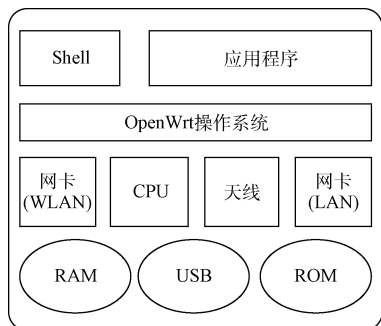 Shell
应用程序
OpenWrt操作系统
网卡
(WLAN)
CPU
天线
网卡
(LAN)
RAM
USB
ROM